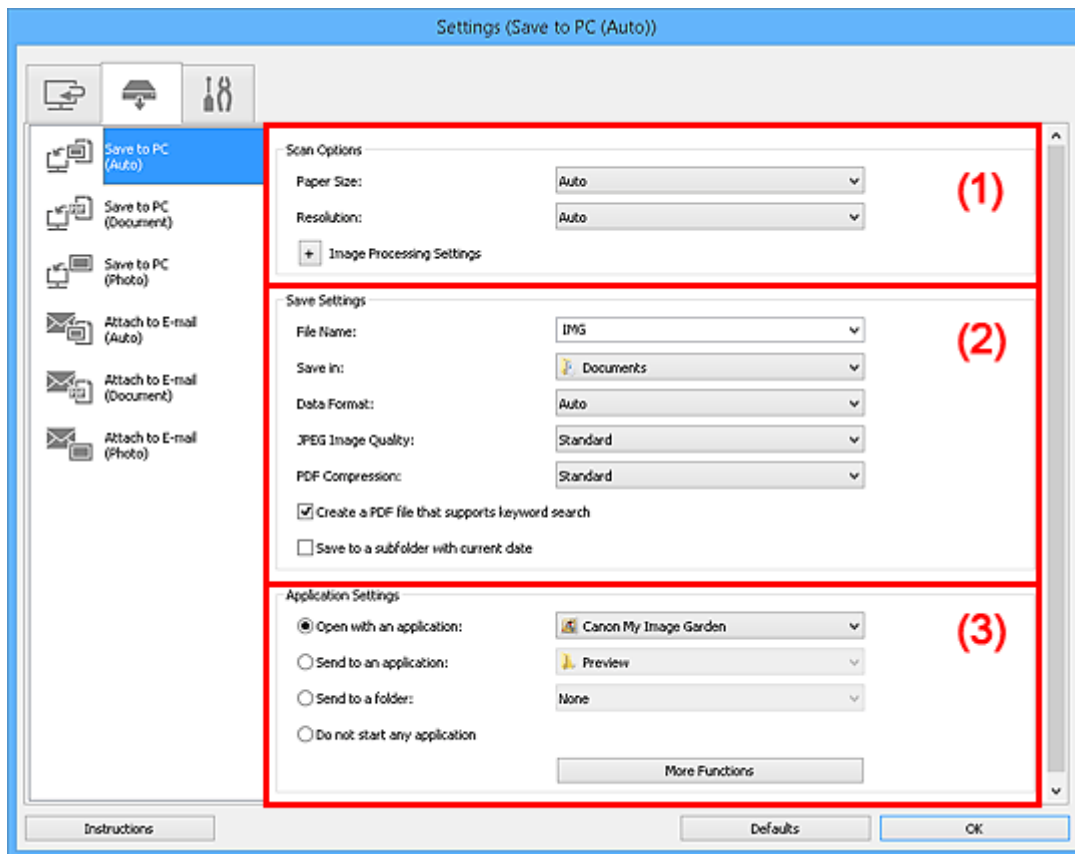 Settings (Save to PC (Auto))
Save to PC
(Auto)
Save to PC
(Document)
Save to PC
(Photo)
Attach to E-mail
(Auto)
Attach to E-mail
(Document)
Attach to E-mail
(Photo)
Scan Options
(1)
Paper Size: Auto
Resolution: Auto
+ Image Processing Settings
Save Settings
(2)
File Name: IMG
Save in: Documents
Data Format: Auto
JPEG Image Quality: Standard
PDF Compression: Standard
Create a PDF file that supports keyword search
Save to a subfolder with current date
Application Settings
(3)
Open with an application: Canon My Image Garden
Send to an application: Preview
Send to a folder: None
Do not start any application
More Functions
Instructions Defaults OK